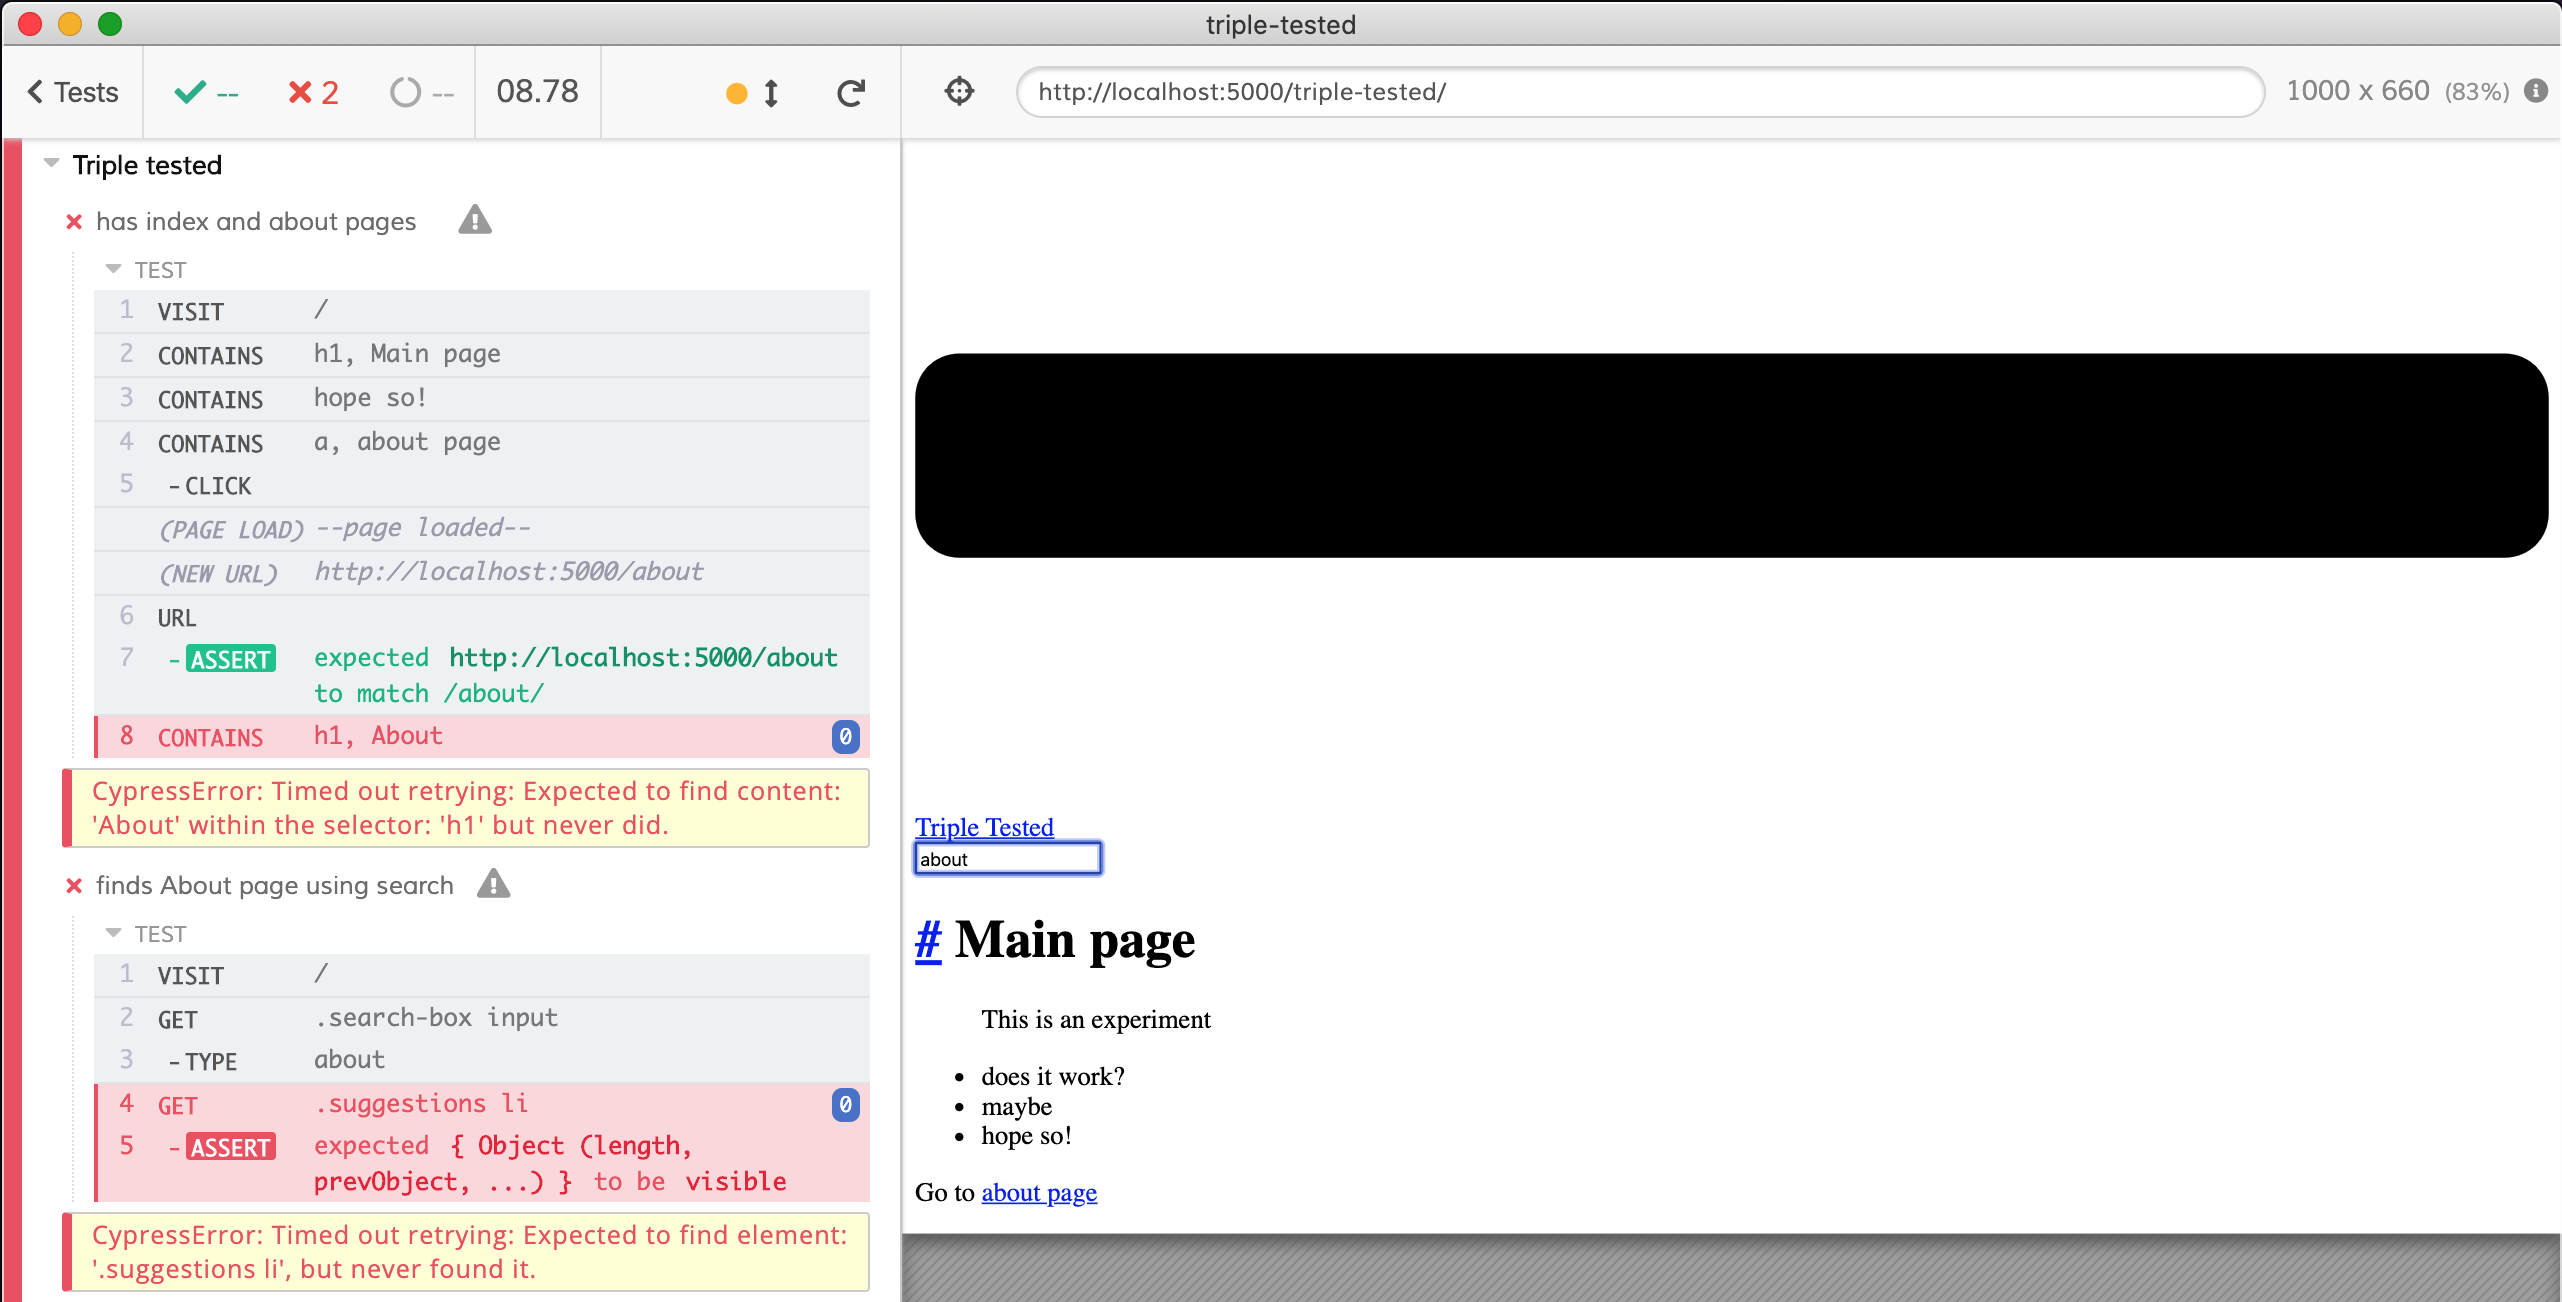 triple-tested
Tests
--
2
--
08.78
http://localhost:5000/triple-tested/
1000 x 660 (83%)
Triple tested
has index and about pages
TEST
1 VISIT /
2 CONTAINS h1, Main page
3 CONTAINS hope so!
4 CONTAINS a, about page
5 -CLICK
(PAGE LOAD) --page loaded--
(NEW URL) http://localhost:5000/about
6 URL
7 -ASSERT expected http://localhost:5000/about
to match /about/
8 CONTAINS h1, About 0
CypressError: Timed out retrying: Expected to find content:
'About' within the selector: 'h1' but never did.
finds About page using search
TEST
1 VISIT /
2 GET .search-box input
3 -TYPE about
4 GET .suggestions li 0
5 -ASSERT expected { Object (length,
prevObject, ...) } to be visible
CypressError: Timed out retrying: Expected to find element:
'.suggestions li', but never found it.
Triple Tested
about
# Main page
This is an experiment
• does it work?
• maybe
• hope so!
Go to about page